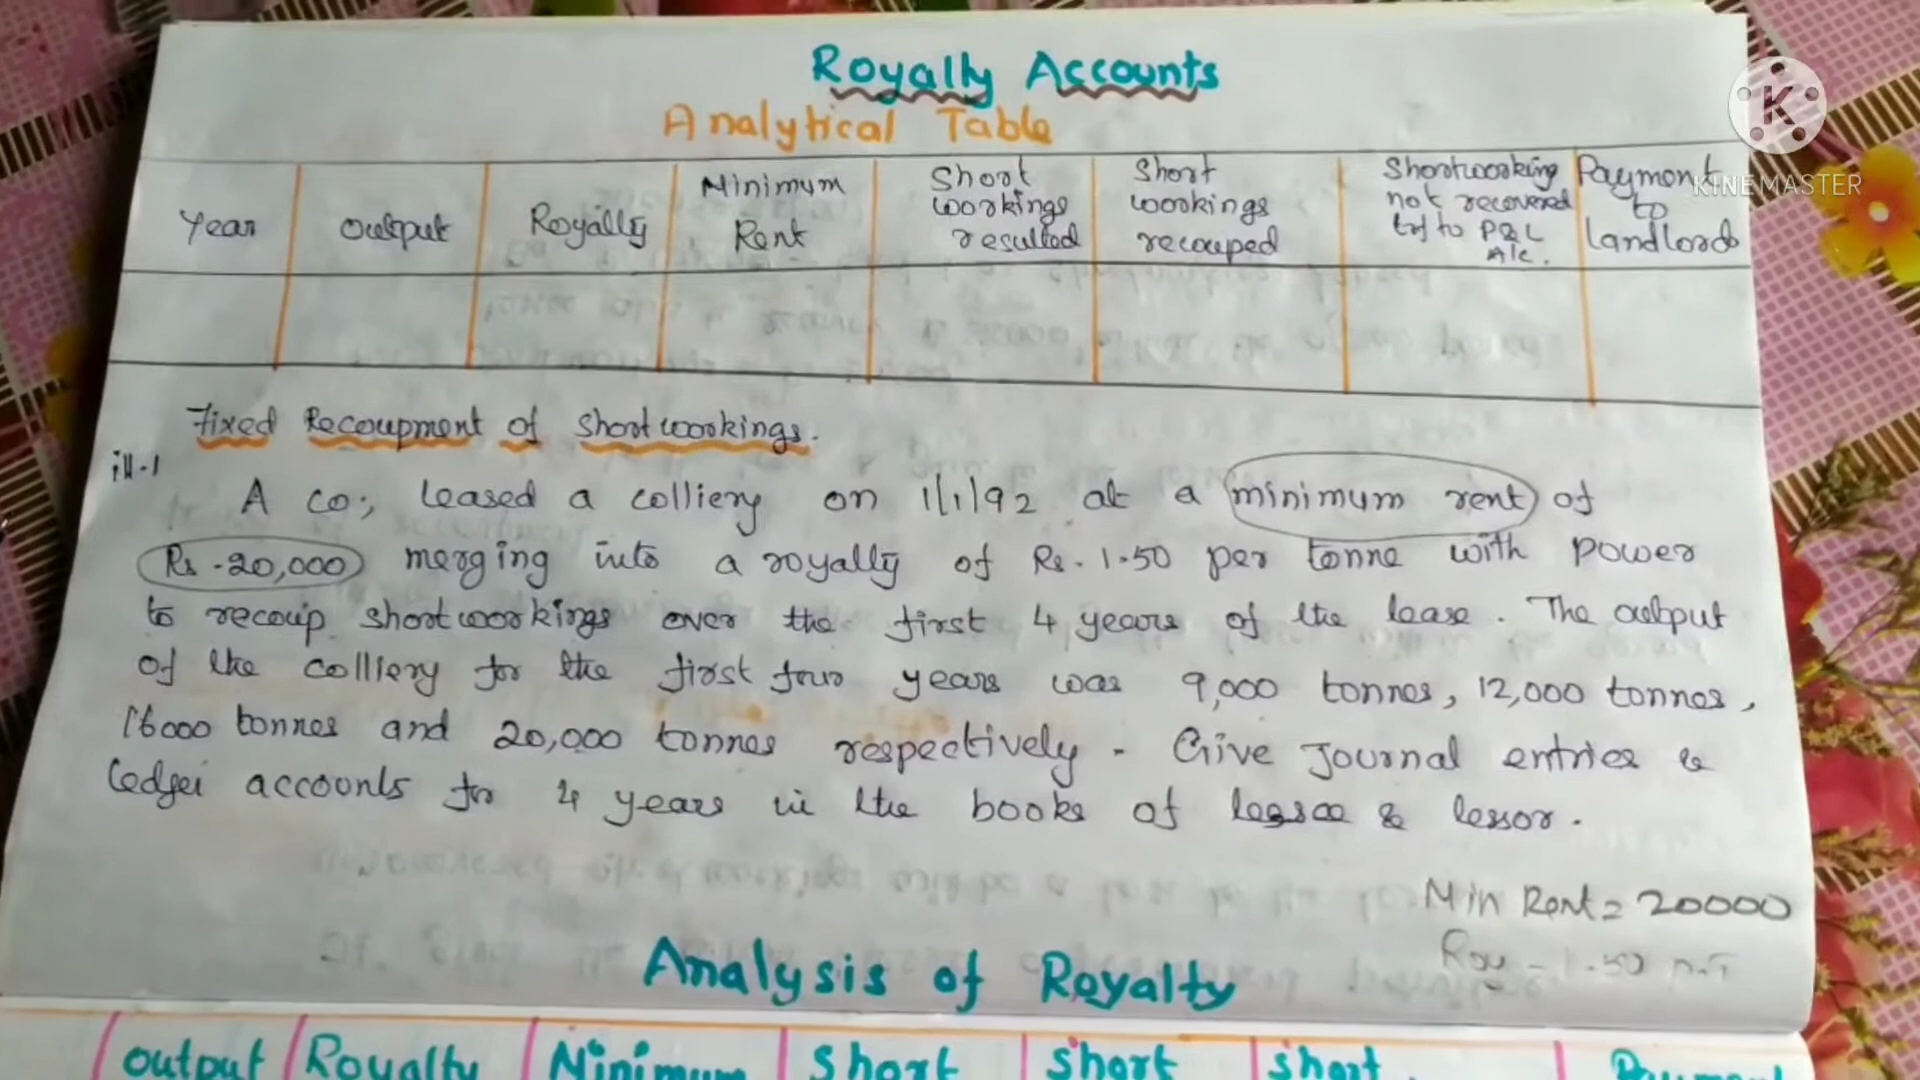 Royalty Accounts
Analytical Table
K
KINEMASTER
Year
output
Royalty
Minimum
Rent
Short
workings
resulted
Short
workings
recouped
Shortworking
not recovered
trf to P&L
A/c.
Payment
to
landlord
Fixed Recoupment of Shortworkings.
ill-1
A co; leased a colliery on 1/1/92 at a minimum rent of
Rs.20,000 merging into a royalty of Rs. 1.50 per tonne with power
to recoup shortworkings over the first 4 years of the lease. The output
of the colliery for the first four years was 9,000 tonnes, 12,000 tonnes,
16000 tonnes and 20,000 tonnes respectively. Give Journal entries &
ledger accounts for 4 years in the books of lessee & lessor.
Min Rent = 20000
Roy - 1.50 P.T
Analysis of Royalty
output
Royalty
Minimum
Short
Short
Short
Payment